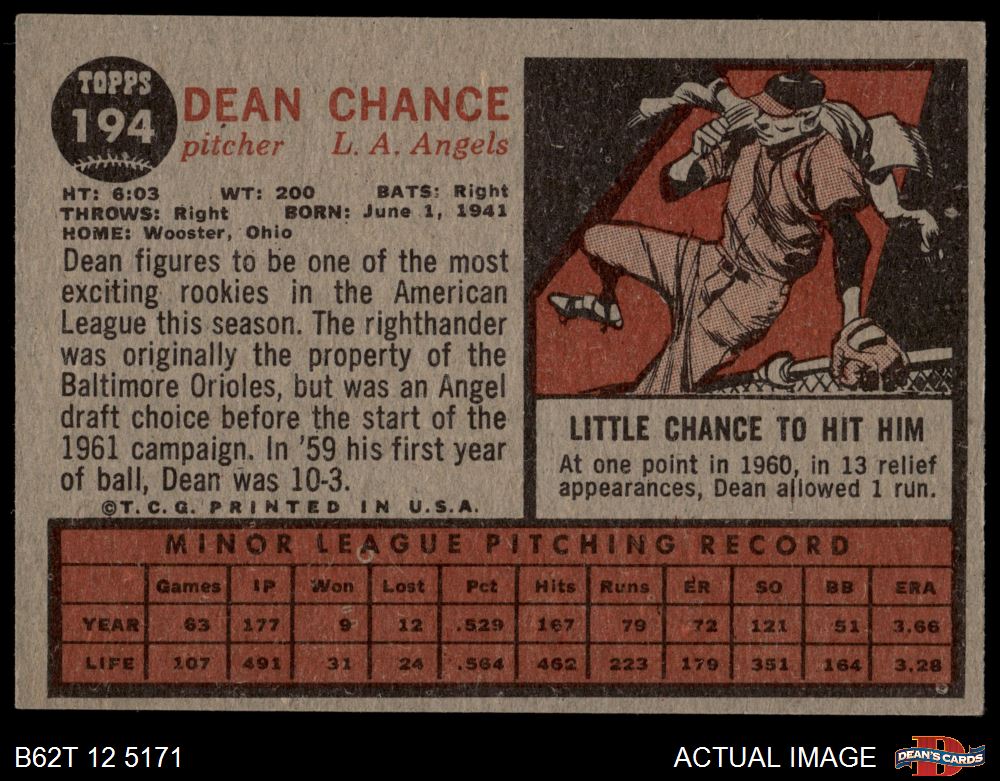 TOPPS
194
DEAN CHANCE
pitcher L. A. Angels
HT: 6:03 WT: 200 BATS: Right
THROWS: Right BORN: June 1, 1941
HOME: Wooster, Ohio
Dean figures to be one of the most
exciting rookies in the American
League this season. The righthander
was originally the property of the
Baltimore Orioles, but was an Angel
draft choice before the start of the
1961 campaign. In '59 his first year
of ball, Dean was 10-3.
©T. C. G. PRINTED IN U.S.A.
LITTLE CHANCE TO HIT HIM
At one point in 1960, in 13 relief
appearances, Dean allowed 1 run.
MINOR LEAGUE PITCHING RECORD
Games IP Won Lost Pct Hits Runs ER SO BB ERA
YEAR 63 177 9 12 .529 167 79 72 121 51 3.66
LIFE 107 491 31 24 .564 462 223 179 351 164 3.28
B62T 12 5171
ACTUAL IMAGE
D
DEAN'S CARDS